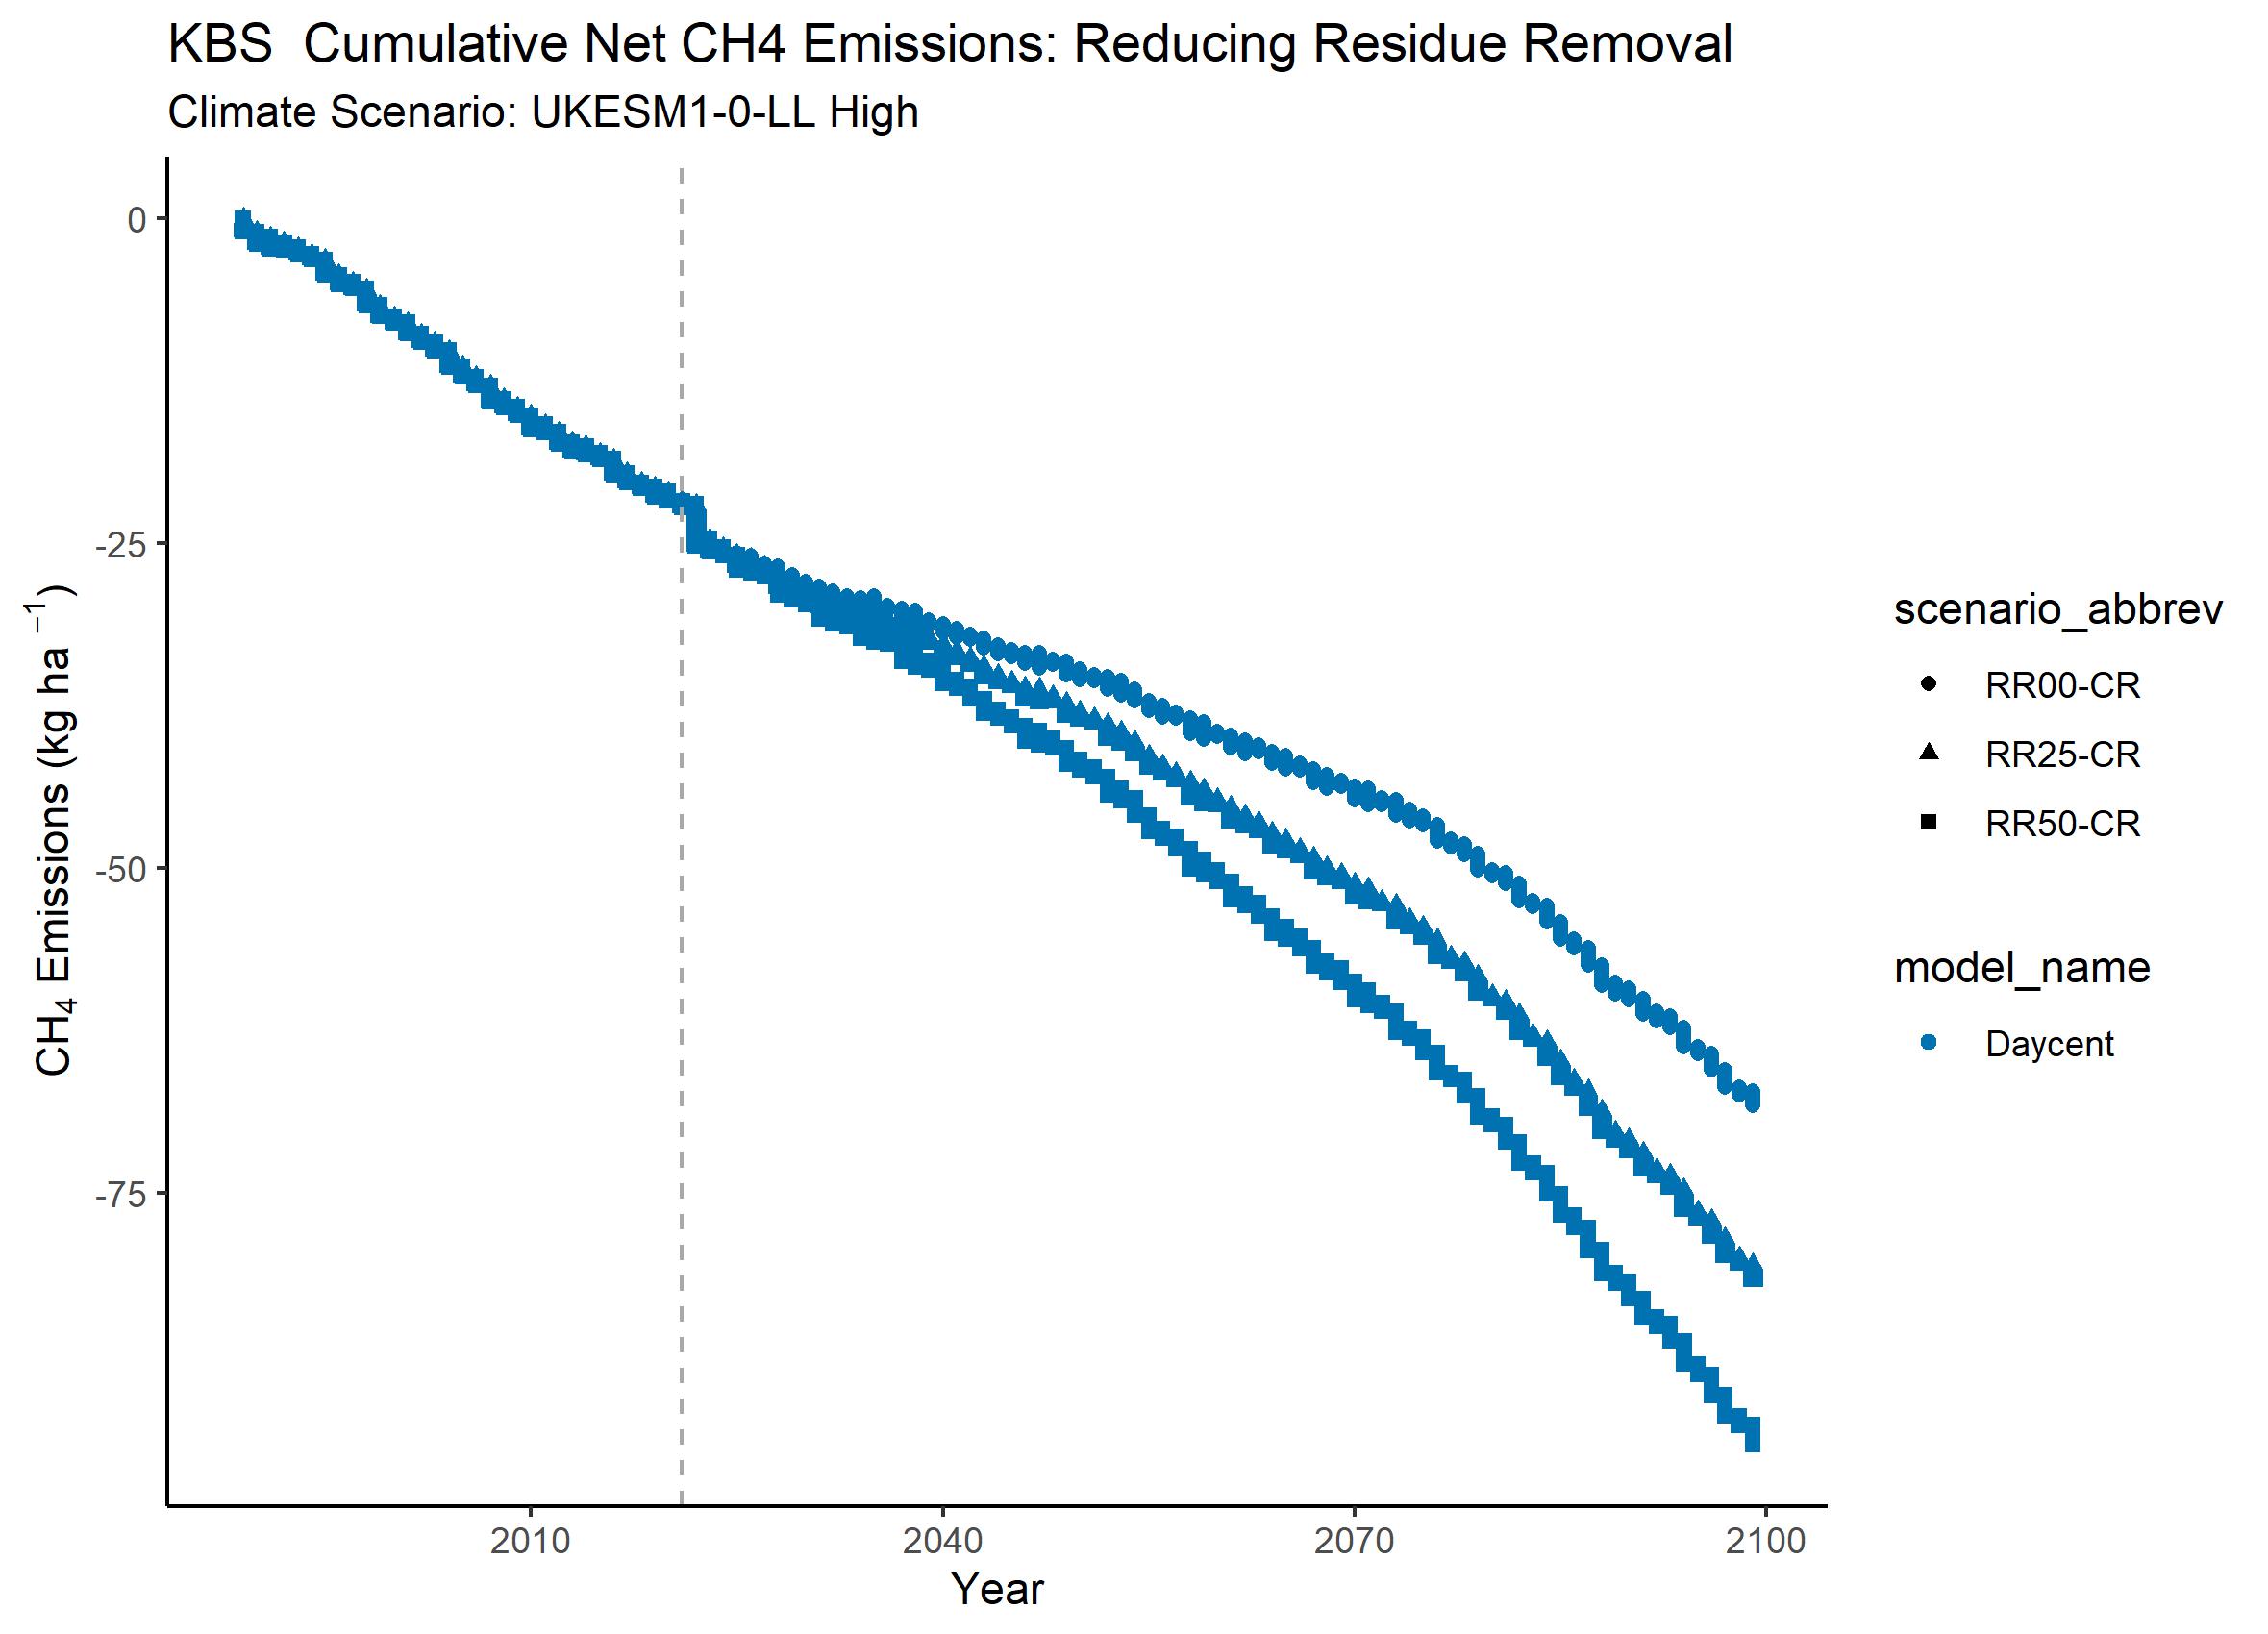 KBS  Cumulative Net CH4 Emissions: Reducing Residue Removal
Climate Scenario: UKESM1-0-LL High
CH₄ Emissions (kg ha ⁻¹)
0
-25
-50
-75
2010
2040
2070
2100
Year
scenario_abbrev
RR00-CR
RR25-CR
RR50-CR
model_name
Daycent